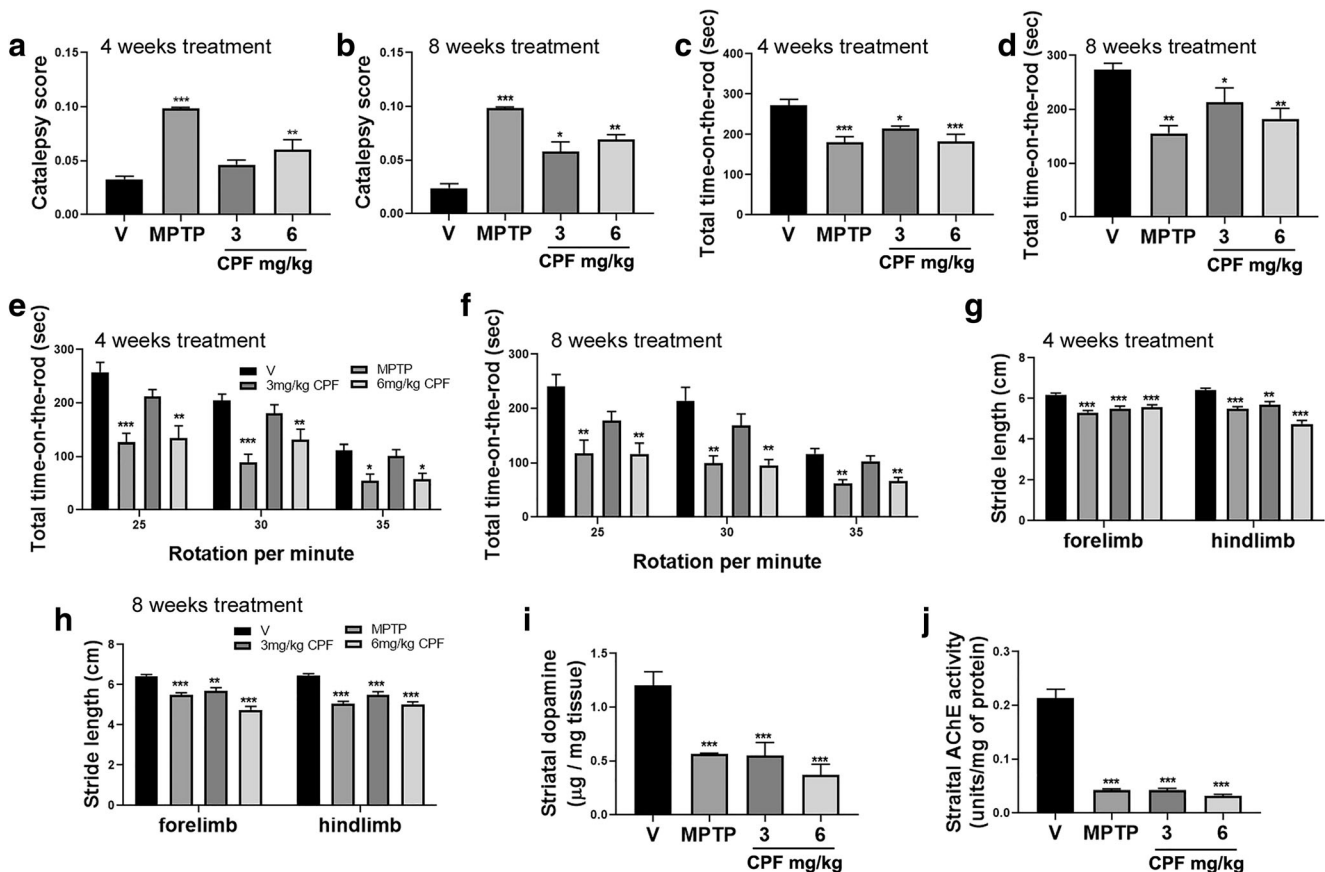 a
4 weeks treatment
Catalepsy score
0.15
0.10
0.05
0.00
***
**
V MPTP 3 6
CPF mg/kg
b
8 weeks treatment
Catalepsy score
0.15
0.10
0.05
0.00
***
*
**
V MPTP 3 6
CPF mg/kg
c
4 weeks treatment
Total time-on-the-rod (sec)
400
300
200
100
0
***
*
***
V MPTP 3 6
CPF mg/kg
d
8 weeks treatment
Total time-on-the-rod (sec)
300
200
100
0
**
*
**
V MPTP 3 6
CPF mg/kg
e
4 weeks treatment
Total time-on-the-rod (sec)
300
200
100
0
V MPTP
3mg/kg CPF 6mg/kg CPF
*** **
*** **
* *
25 30 35
Rotation per minute
f
8 weeks treatment
Total time-on-the-rod (sec)
300
200
100
0
** **
** **
** **
25 30 35
Rotation per minute
g
4 weeks treatment
Stride length (cm)
8
6
4
2
0
*** *** ***
*** ** ***
forelimb hindlimb
h
8 weeks treatment
V MPTP
3mg/kg CPF 6mg/kg CPF
Stride length (cm)
8
6
4
2
0
*** ** ***
*** *** ***
forelimb hindlimb
i
Striatal dopamine
(µg / mg tissue)
1.5
1.0
0.5
0.0
*** *** ***
V MPTP 3 6
CPF mg/kg
j
Straital AChE activity
(units/mg of protein)
0.3
0.2
0.1
0.0
*** *** ***
V MPTP 3 6
CPF mg/kg